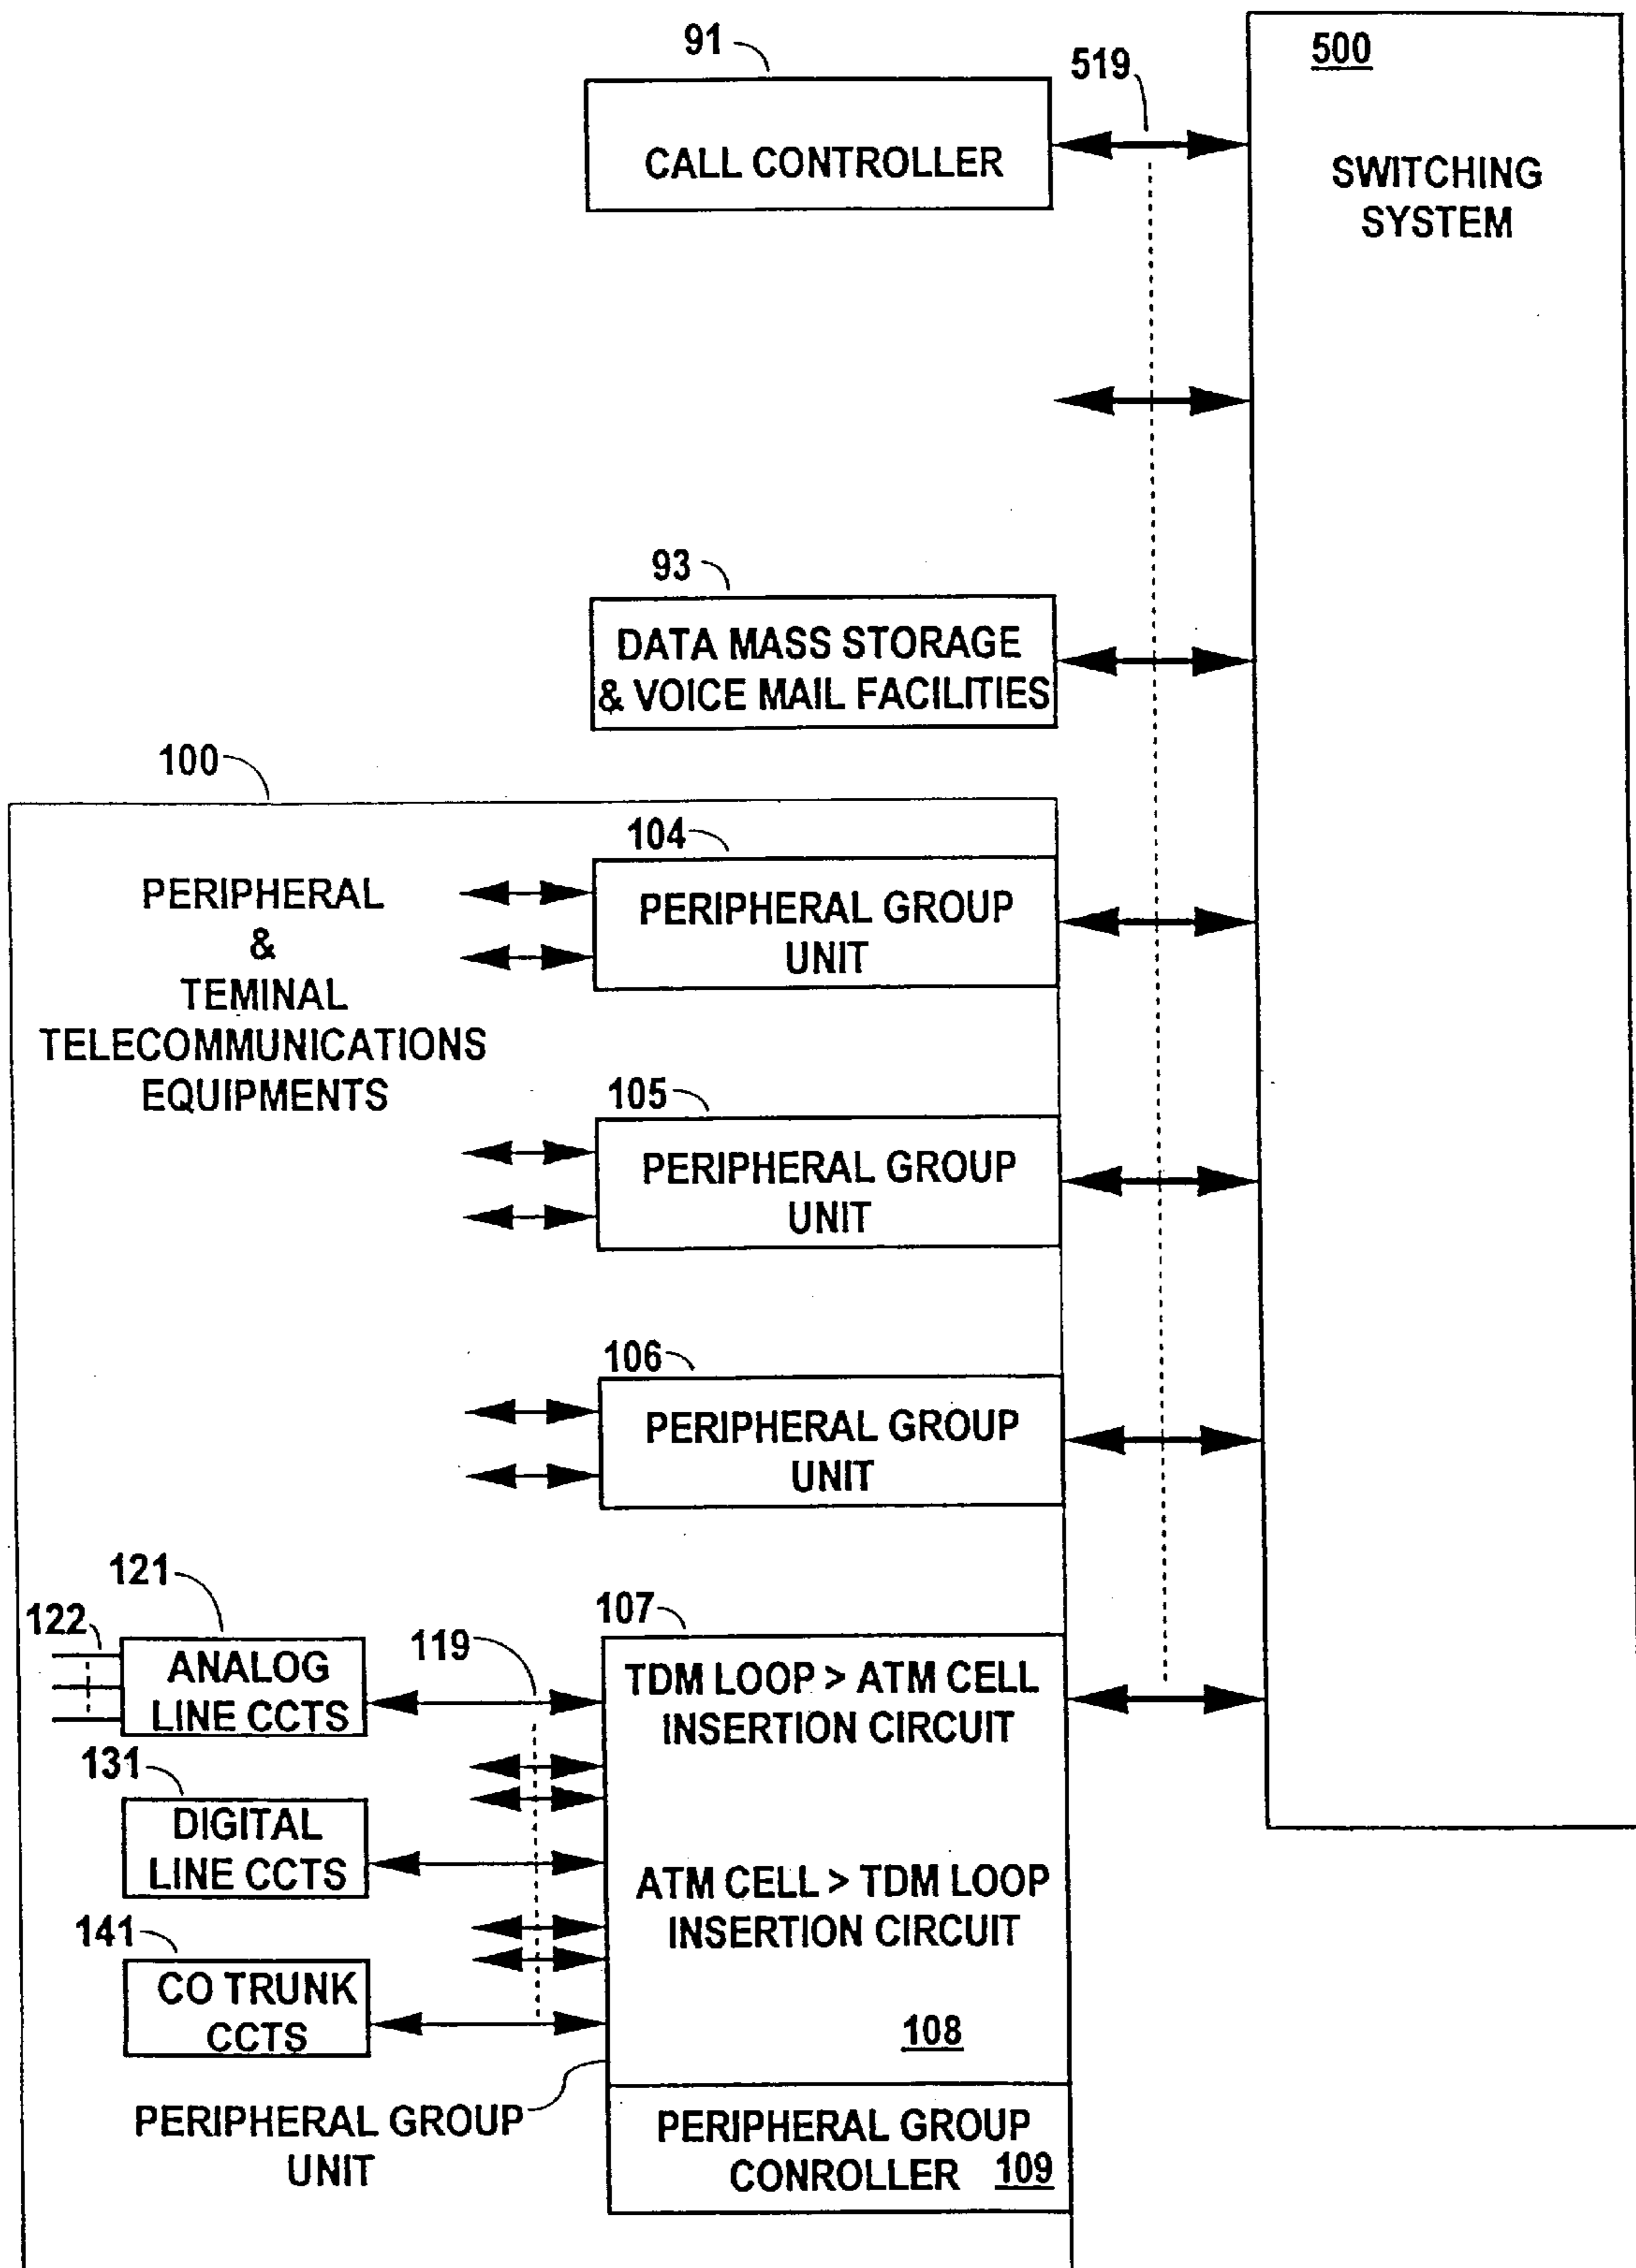 91
519
500
CALL CONTROLLER
SWITCHING
SYSTEM
93
DATA MASS STORAGE
& VOICE MAIL FACILITIES
100
104
PERIPHERAL
&
TEMINAL
TELECOMMUNICATIONS
EQUIPMENTS
PERIPHERAL GROUP
UNIT
105
PERIPHERAL GROUP
UNIT
106
PERIPHERAL GROUP
UNIT
121
122
119
107
ANALOG
LINE CCTS
TDM LOOP > ATM CELL
INSERTION CIRCUIT
131
DIGITAL
LINE CCTS
ATM CELL > TDM LOOP
INSERTION CIRCUIT
141
CO TRUNK
CCTS
108
PERIPHERAL GROUP
UNIT
PERIPHERAL GROUP
CONROLLER 109